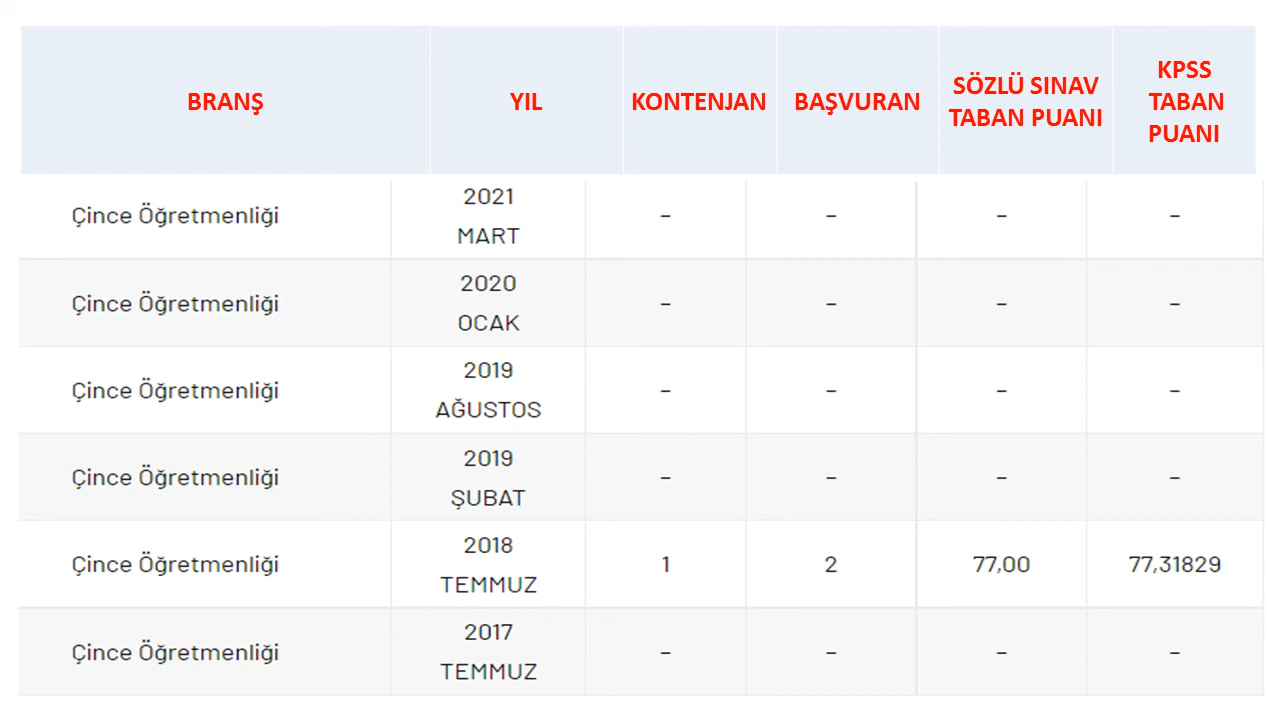 BRANŞ YIL KONTENJAN BAŞVURAN SÖZLÜ SINAV TABAN PUANI KPSS TABAN PUANI
Çince Öğretmenliği 2021 MART – – – –
Çince Öğretmenliği 2020 OCAK – – – –
Çince Öğretmenliği 2019 AĞUSTOS – – – –
Çince Öğretmenliği 2019 ŞUBAT – – – –
Çince Öğretmenliği 2018 TEMMUZ 1 2 77,00 77,31829
Çince Öğretmenliği 2017 TEMMUZ – – – –